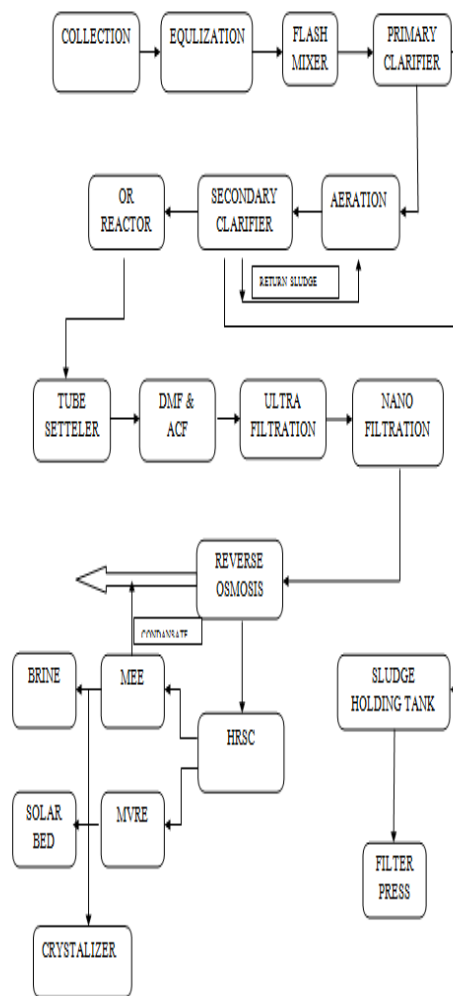 COLLECTION
EQULIZATION
FLASH
MIXER
PRIMARY
CLARIFIER
OR
REACTOR
SECONDARY
CLARIFIER
AERATION
RETURN SLUDGE
TUBE
SETTELER
DMF &
ACF
ULTRA
FILTRATION
NANO
FILTRATION
REVERSE
OSMOSIS
CONDANSATE
BRINE
MEE
SLUDGE
HOLDING TANK
HRSC
SOLAR
BED
MVRE
FILTER
PRESS
CRYSTALIZER